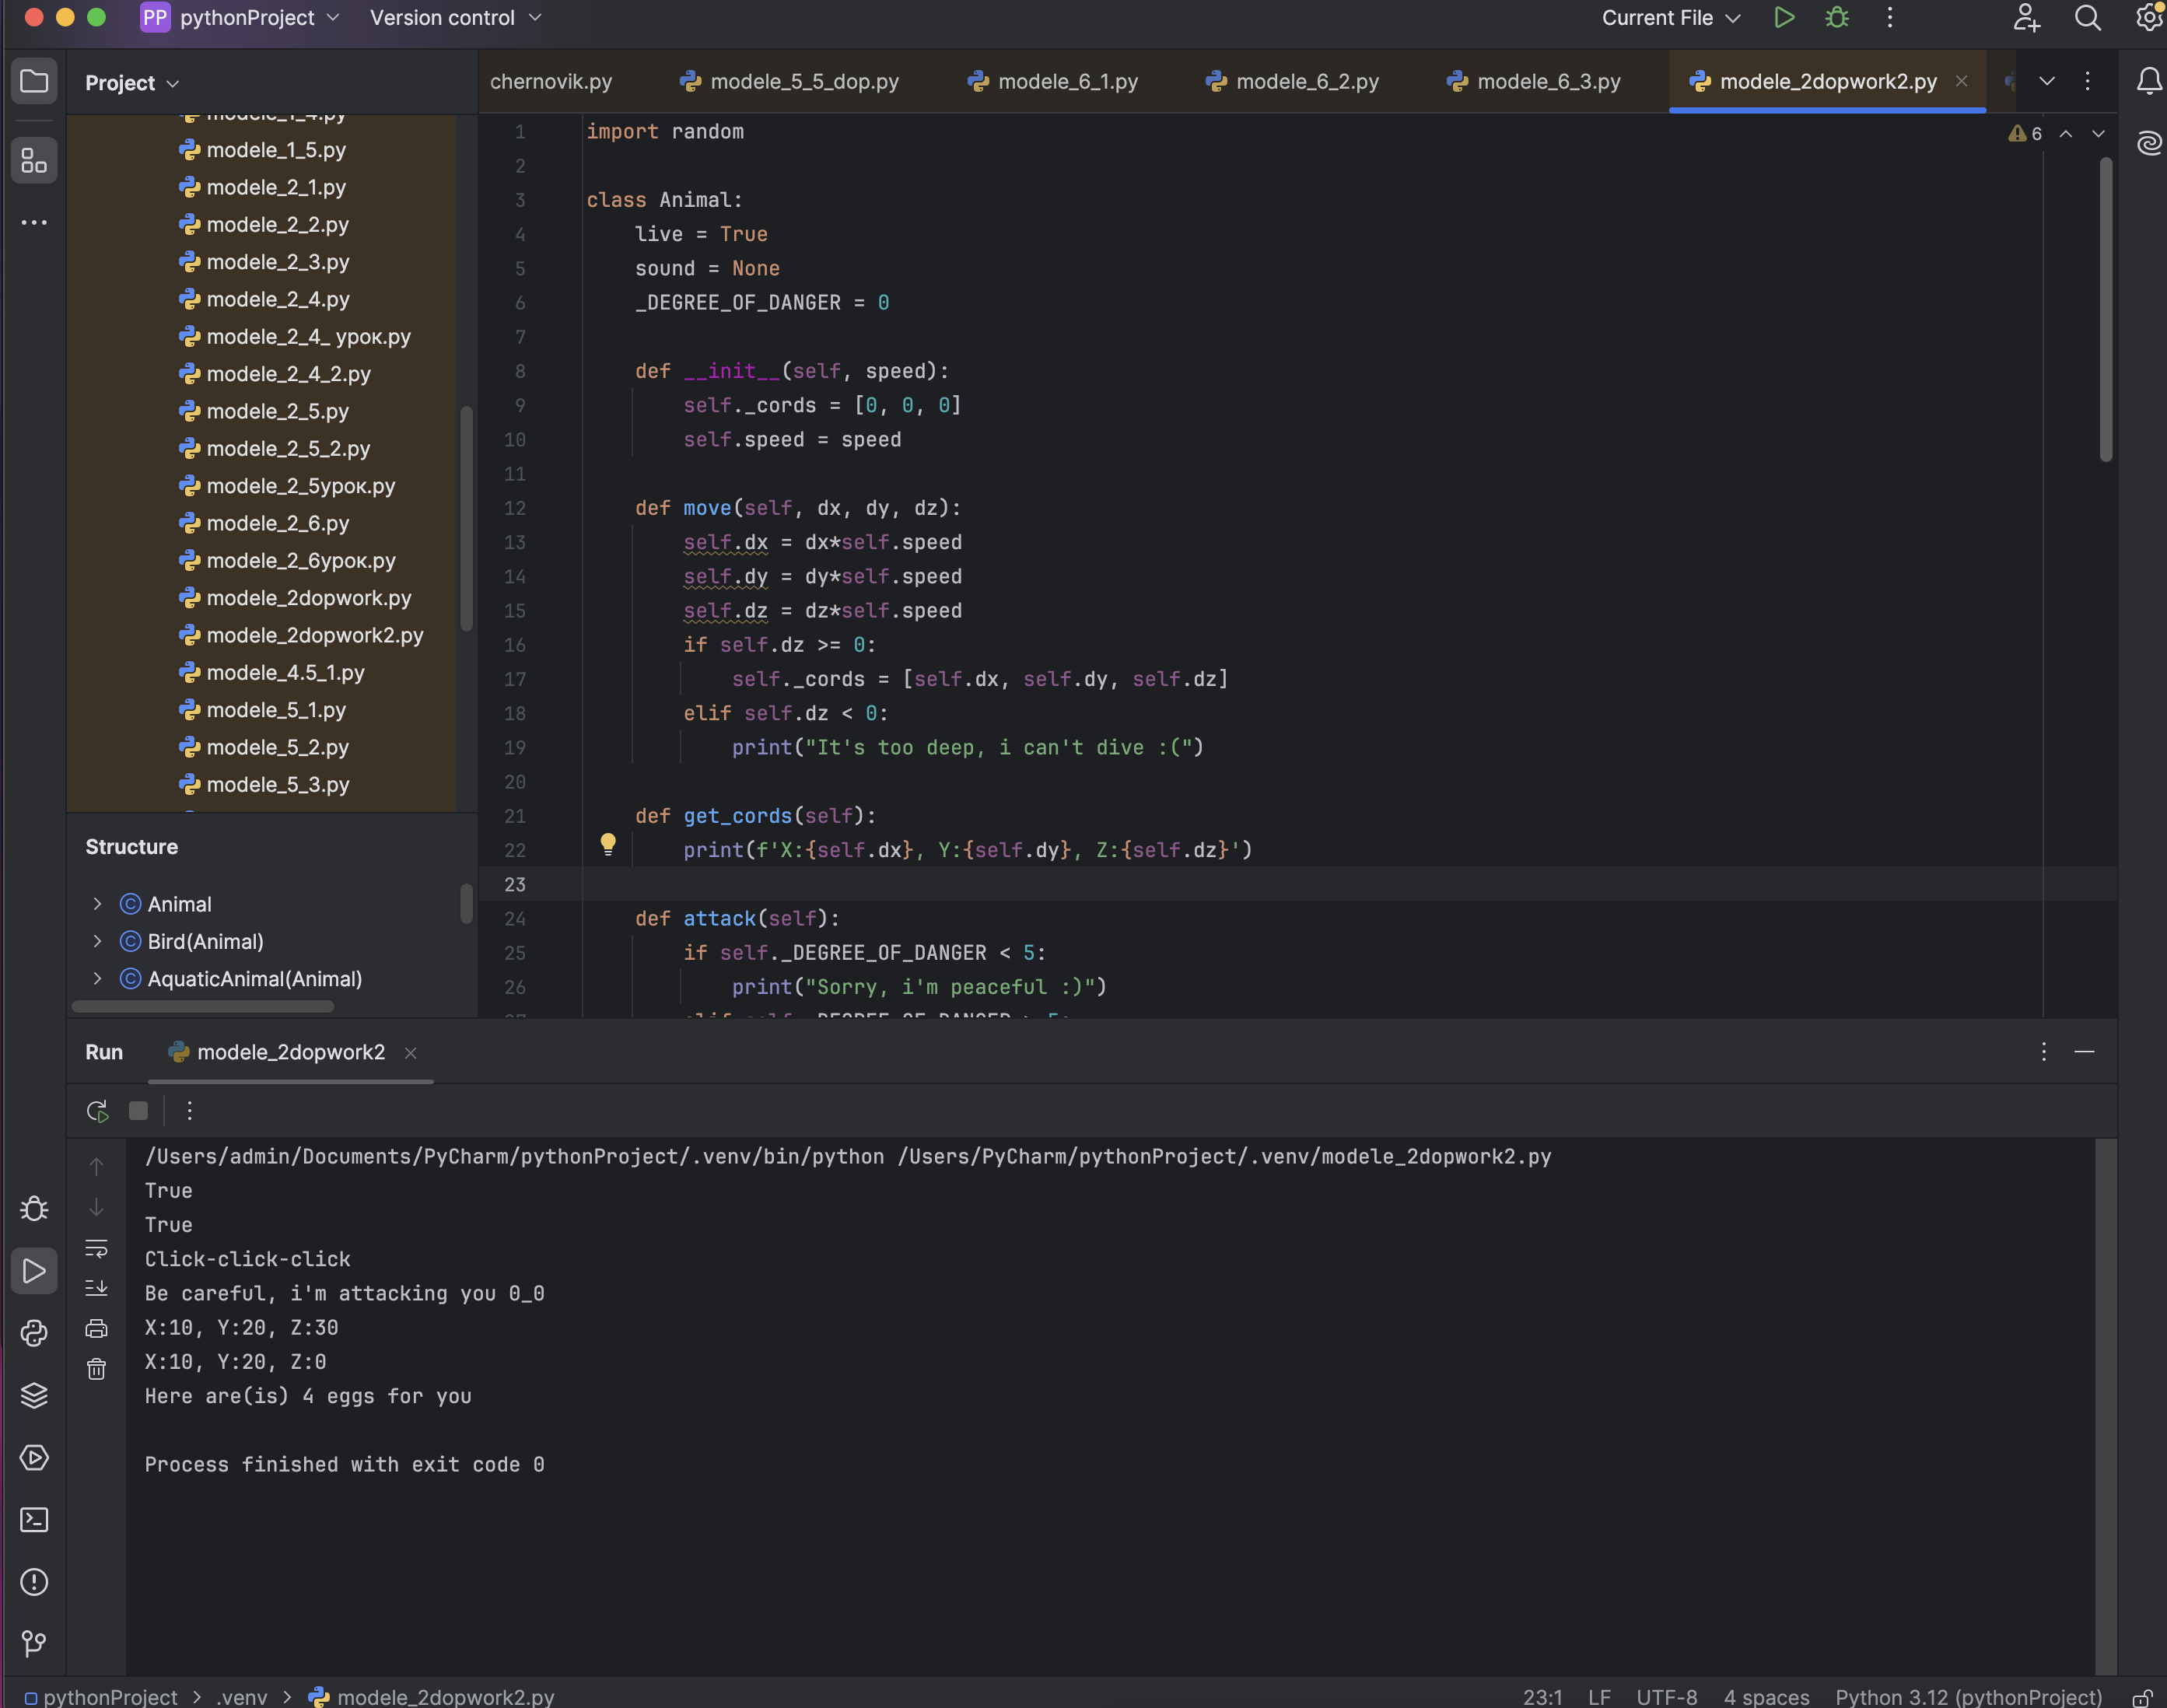 PP pythonProject Version control Current File
Project
chernovik.py modele_5_5_dop.py modele_6_1.py modele_6_2.py modele_6_3.py modele_2dopwork2.py
modele_1_4.py
modele_1_5.py
modele_2_1.py
modele_2_2.py
modele_2_3.py
modele_2_4.py
modele_2_4_ урок.py
modele_2_4_2.py
modele_2_5.py
modele_2_5_2.py
modele_2_5урок.py
modele_2_6.py
modele_2_6урок.py
modele_2dopwork.py
modele_2dopwork2.py
modele_4.5_1.py
modele_5_1.py
modele_5_2.py
modele_5_3.py
Structure
Animal
Bird(Animal)
AquaticAnimal(Animal)
6
1 import random
2
3 class Animal:
4     live = True
5     sound = None
6     _DEGREE_OF_DANGER = 0
7
8     def __init__(self, speed):
9         self._cords = [0, 0, 0]
10         self.speed = speed
11
12     def move(self, dx, dy, dz):
13         self.dx = dx*self.speed
14         self.dy = dy*self.speed
15         self.dz = dz*self.speed
16         if self.dz >= 0:
17             self._cords = [self.dx, self.dy, self.dz]
18         elif self.dz < 0:
19             print("It's too deep, i can't dive :(")
20
21     def get_cords(self):
22         print(f'X:{self.dx}, Y:{self.dy}, Z:{self.dz}')
23
24     def attack(self):
25         if self._DEGREE_OF_DANGER < 5:
26             print("Sorry, i'm peaceful :)")
Run modele_2dopwork2
/Users/admin/Documents/PyCharm/pythonProject/.venv/bin/python /Users/PyCharm/pythonProject/.venv/modele_2dopwork2.py
True
True
Click-click-click
Be careful, i'm attacking you 0_0
X:10, Y:20, Z:30
X:10, Y:20, Z:0
Here are(is) 4 eggs for you
Process finished with exit code 0
pythonProject > .venv > modele_2dopwork2.py 23:1 LF UTF-8 4 spaces Python 3.12 (pythonProject)